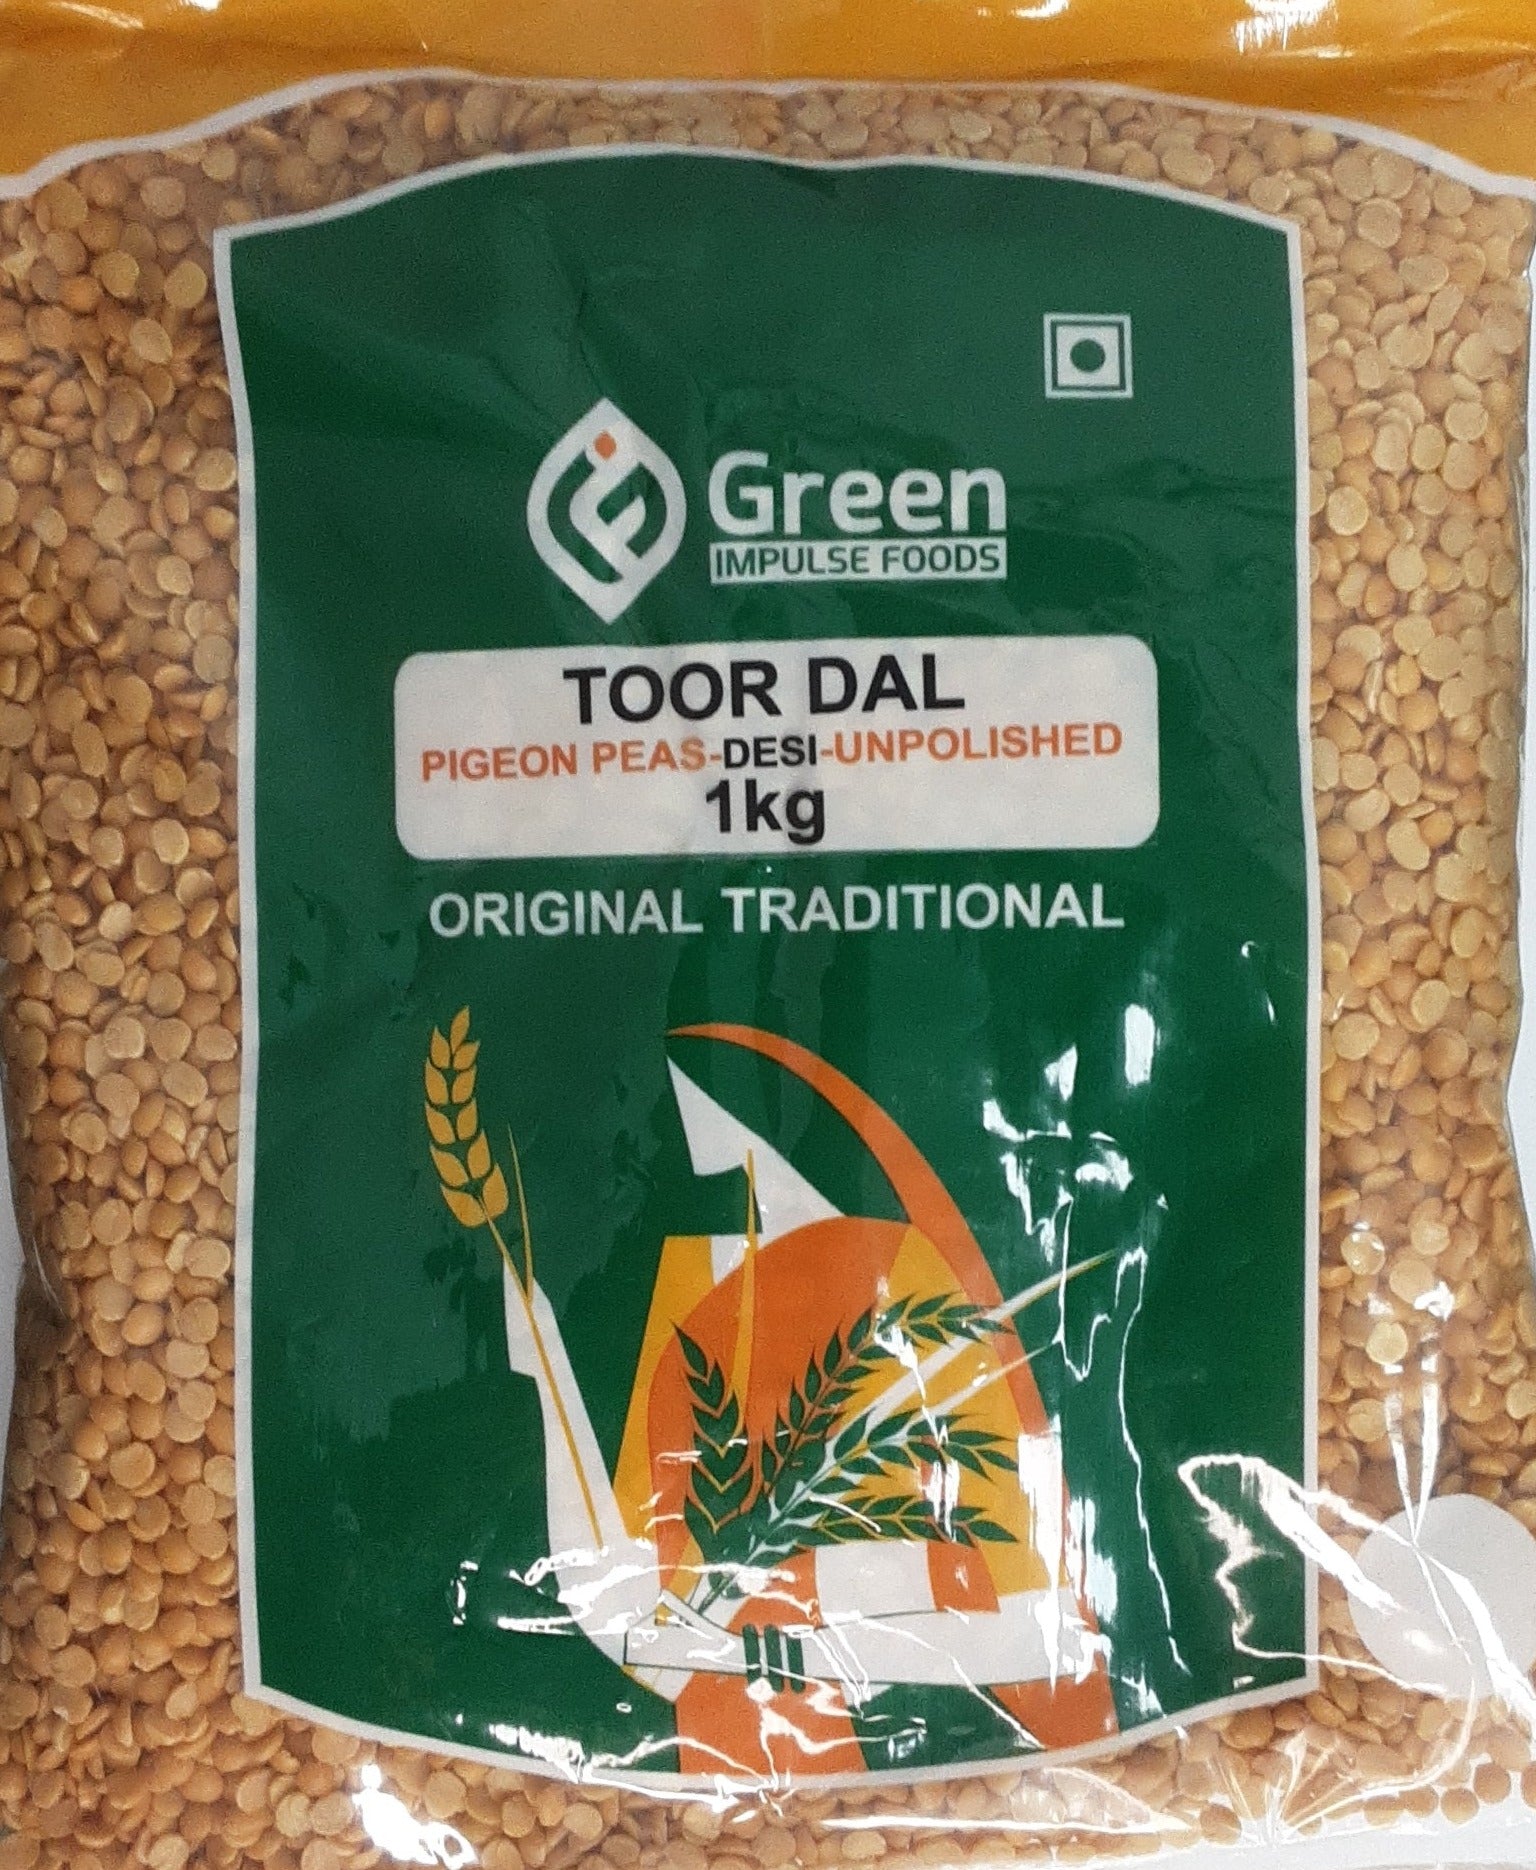 Green
IMPULSE FOODS
TOOR DAL
PIGEON PEAS-DESI-UNPOLISHED
1kg
ORIGINAL TRADITIONAL